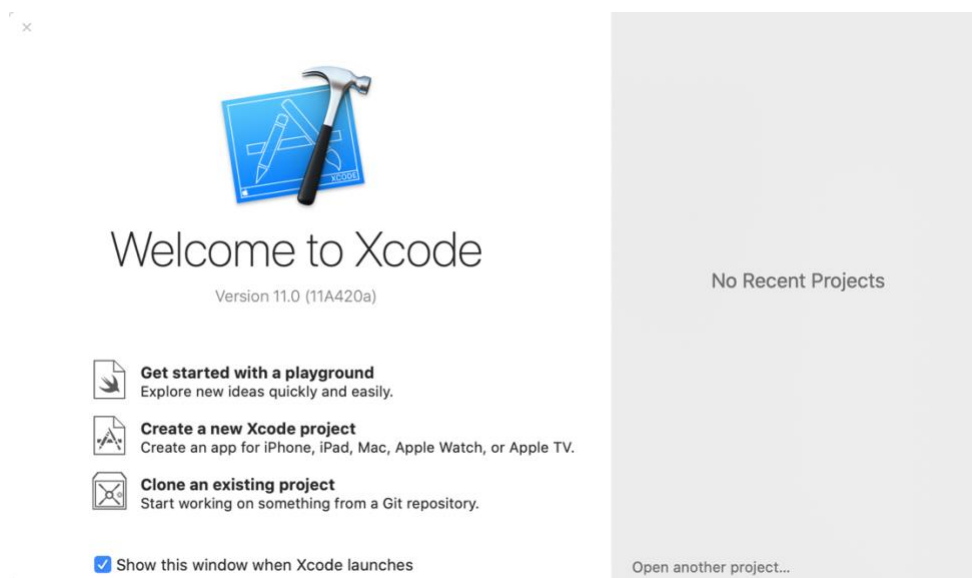 XCODE
Welcome to Xcode
Version 11.0 (11A420a)
Get started with a playground
Explore new ideas quickly and easily.
Create a new Xcode project
Create an app for iPhone, iPad, Mac, Apple Watch, or Apple TV.
Clone an existing project
Start working on something from a Git repository.
Show this window when Xcode launches
No Recent Projects
Open another project...